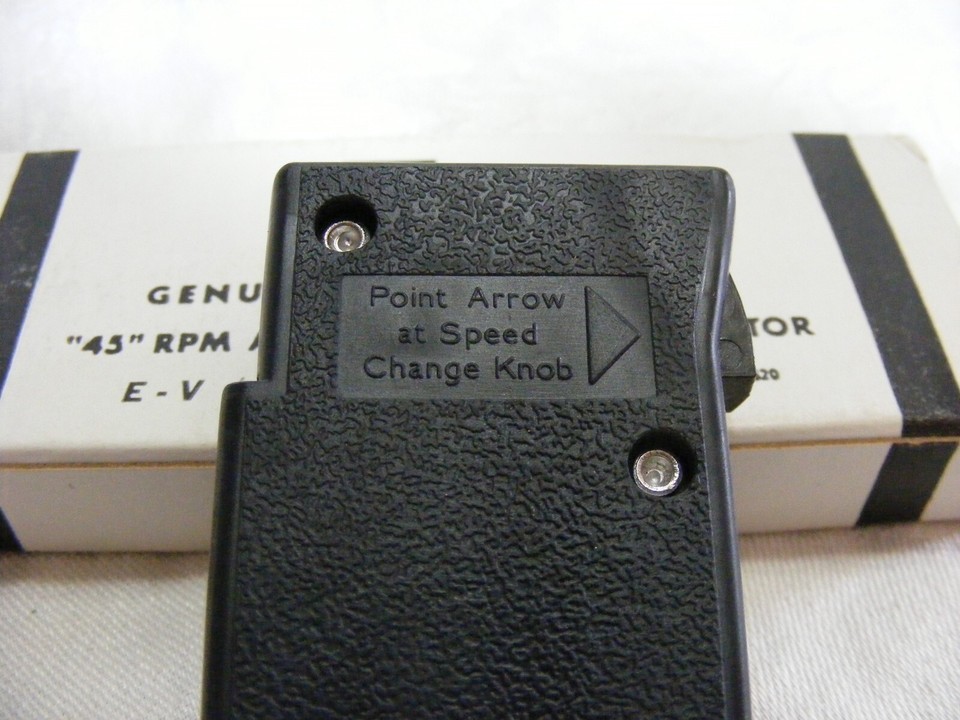 Point Arrow
at Speed
Change Knob
GENU
"45" RPM
TOR
E-V